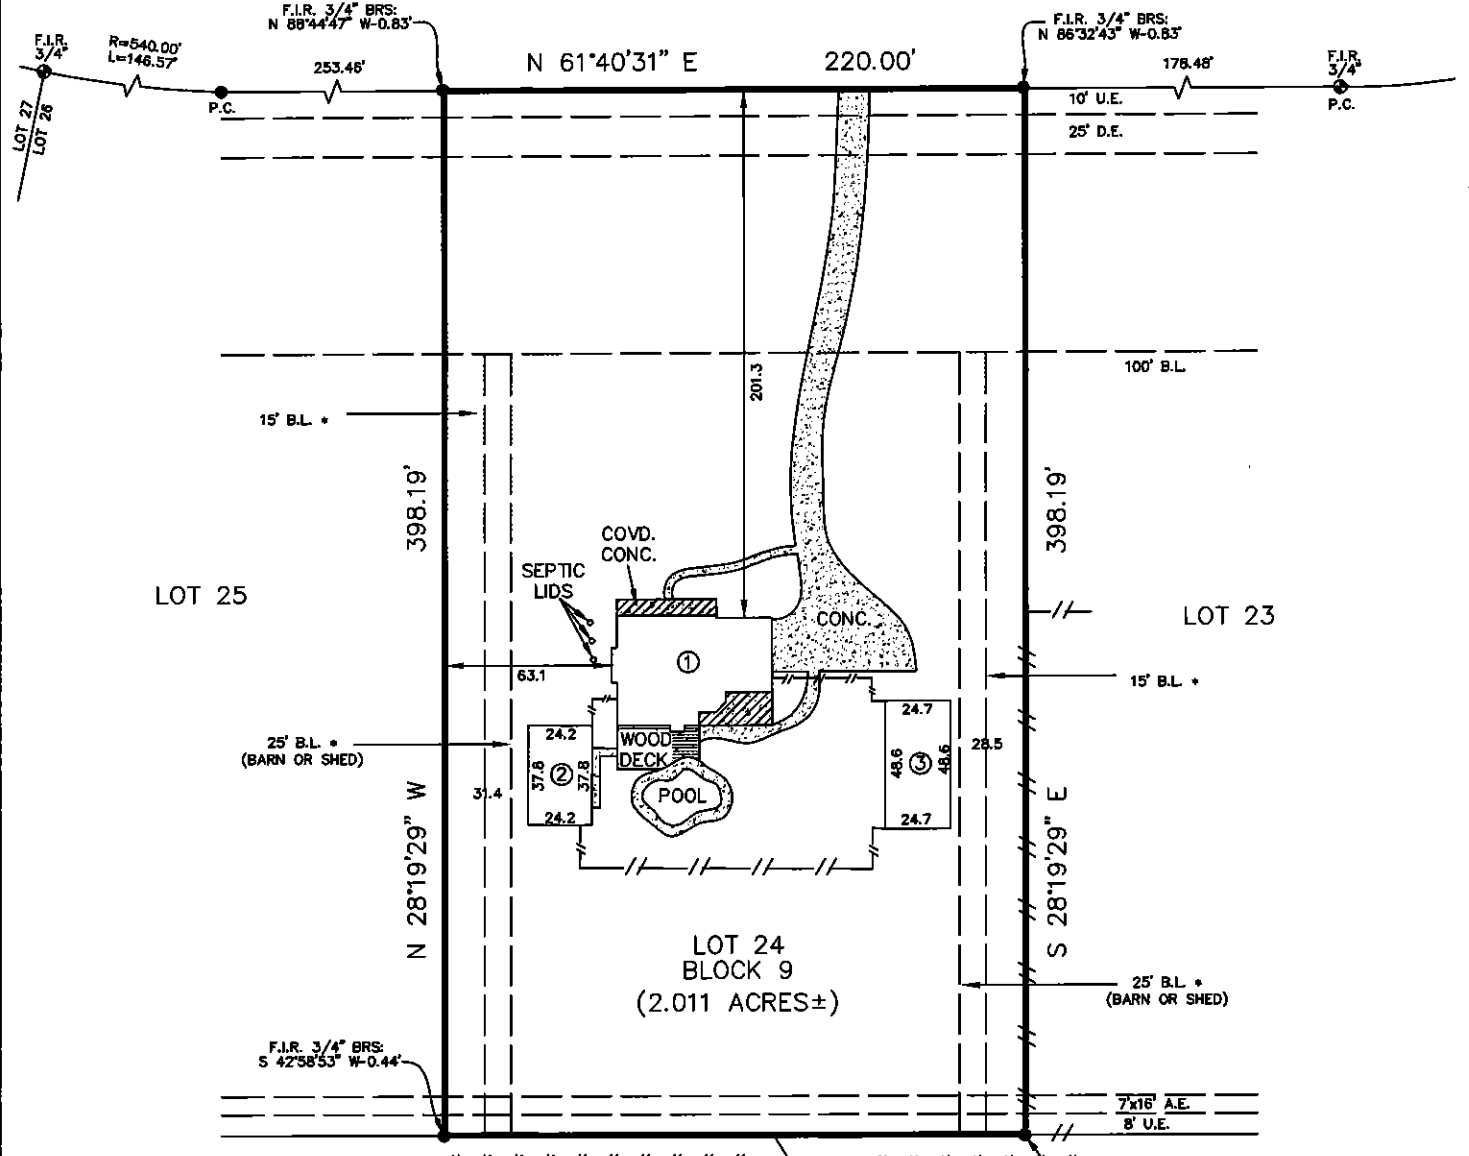 F.I.R. 3/4" BRS:
N 88°44'47" W-0.83'
F.I.R. 3/4" BRS:
N 86°32'43" W-0.83'
F.I.R.
3/4"
R=540.00'
L=146.57'
253.46'
N 61°40'31" E
220.00'
176.48'
F.I.R.
3/4"
P.C.
P.C.
LOT 27
LOT 26
10' U.E.
25' D.E.
100' B.L.
201.3
15' B.L. *
398.19'
398.19'
COVD.
CONC.
SEPTIC
LIDS
LOT 25
CONC.
LOT 23
1
63.1
15' B.L. *
24.7
25' B.L. *
(BARN OR SHED)
24.2
WOOD
DECK
28.5
37.8
2
37.8
48.6
3
48.6
31.4
POOL
24.2
24.7
N 28°19'29" W
S 28°19'29" E
LOT 24
BLOCK 9
(2.011 ACRES±)
25' B.L. *
(BARN OR SHED)
F.I.R. 3/4" BRS:
S 42°58'53" W-0.44'
7'x16' A.E.
8' U.E.